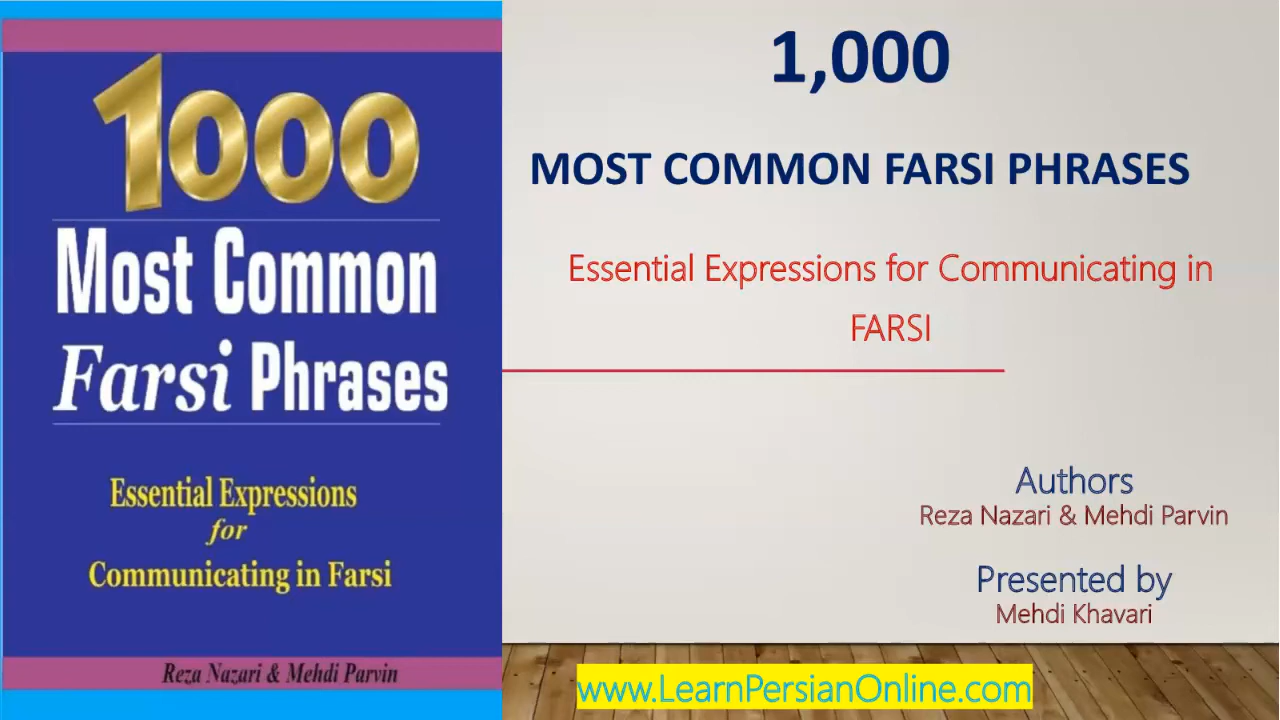 1000
Most Common
Farsi Phrases
Essential Expressions
for
Communicating in Farsi
Reza Nazari & Mehdi Parvin
1,000
MOST COMMON FARSI PHRASES
Essential Expressions for Communicating in
FARSI
Authors
Reza Nazari & Mehdi Parvin
Presented by
Mehdi Khavari
www.LearnPersianOnline.com